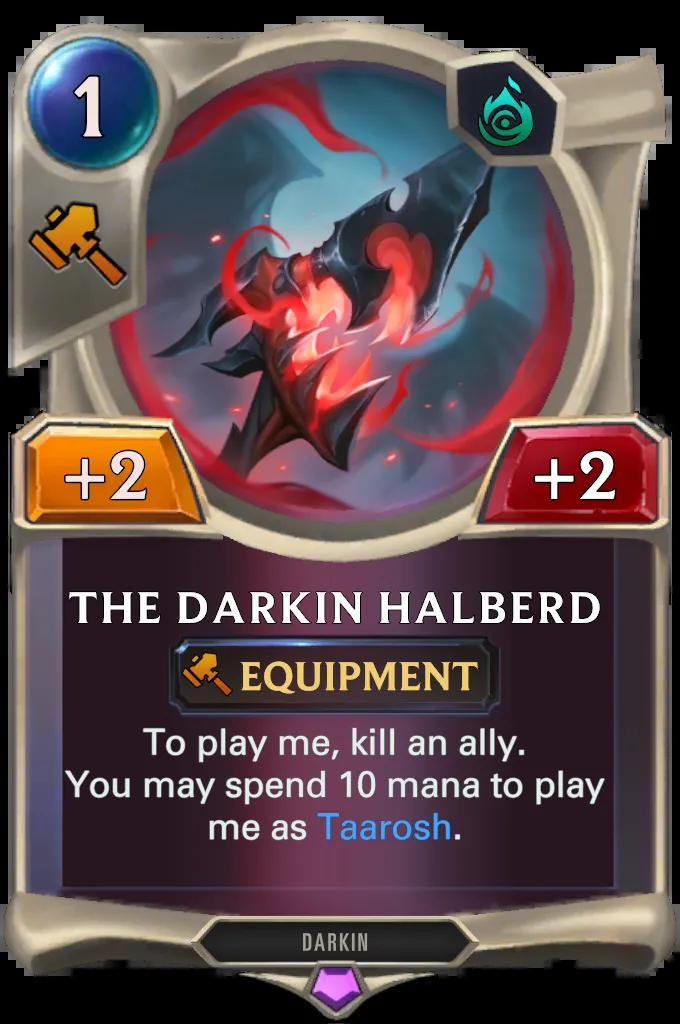 1
+2
+2
THE DARKIN HALBERD
EQUIPMENT
To play me, kill an ally.
You may spend 10 mana to play
me as Taarosh.
DARKIN